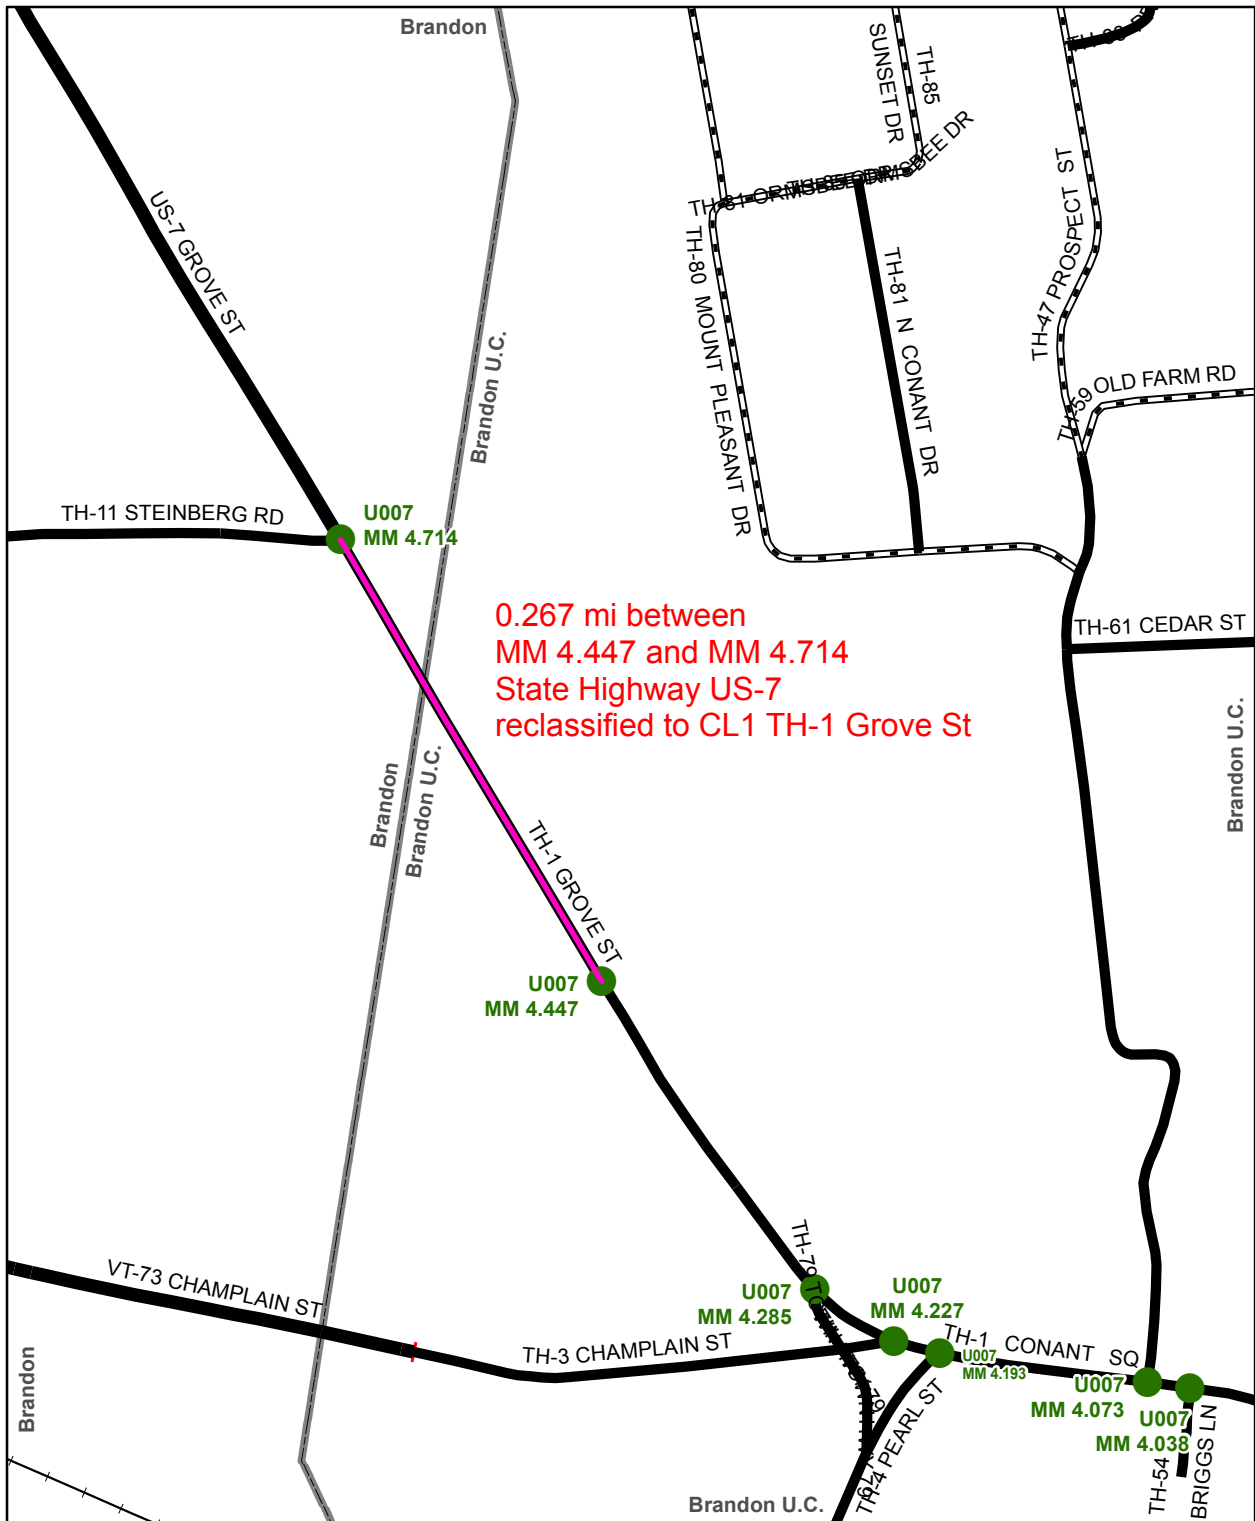 Brandon
SUNSET DR
TH-85
US-7 GROVE ST
TH-80 MOUNT PLEASANT DR
TH-81 N CONANT DR
TH-47 PROSPECT ST
TH-59 OLD FARM RD
Brandon U.C.
TH-11 STEINBERG RD
U007
MM 4.714
0.267 mi between
MM 4.447 and MM 4.714
State Highway US-7
reclassified to CL1 TH-1 Grove St
TH-61 CEDAR ST
Brandon U.C.
Brandon
Brandon U.C.
TH-1 GROVE ST
U007
MM 4.447
VT-73 CHAMPLAIN ST
U007
MM 4.285
U007
MM 4.227
TH-3 CHAMPLAIN ST
TH-1 CONANT SQ
U007
MM 4.193
U007
MM 4.073
U007
MM 4.038
TH-4 PEARL ST
TH-54
BRIGGS LN
Brandon
Brandon U.C.